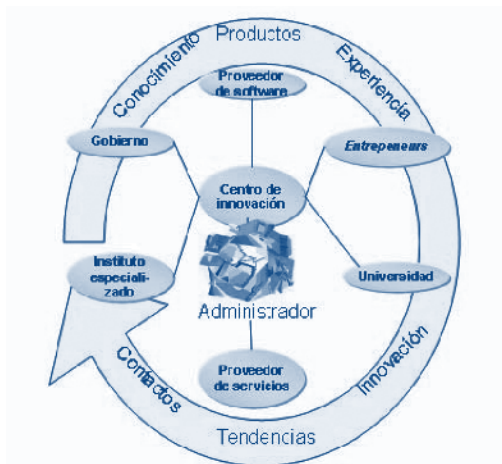 Productos
Conocimiento
Experiencia
Proveedor
de software
Gobierno
Entrepeneurs
Centro de
innovación
Instituto
especiali-
zado
Universidad
Administrador
Proveedor
de servicios
Contactos
Innovación
Tendencias